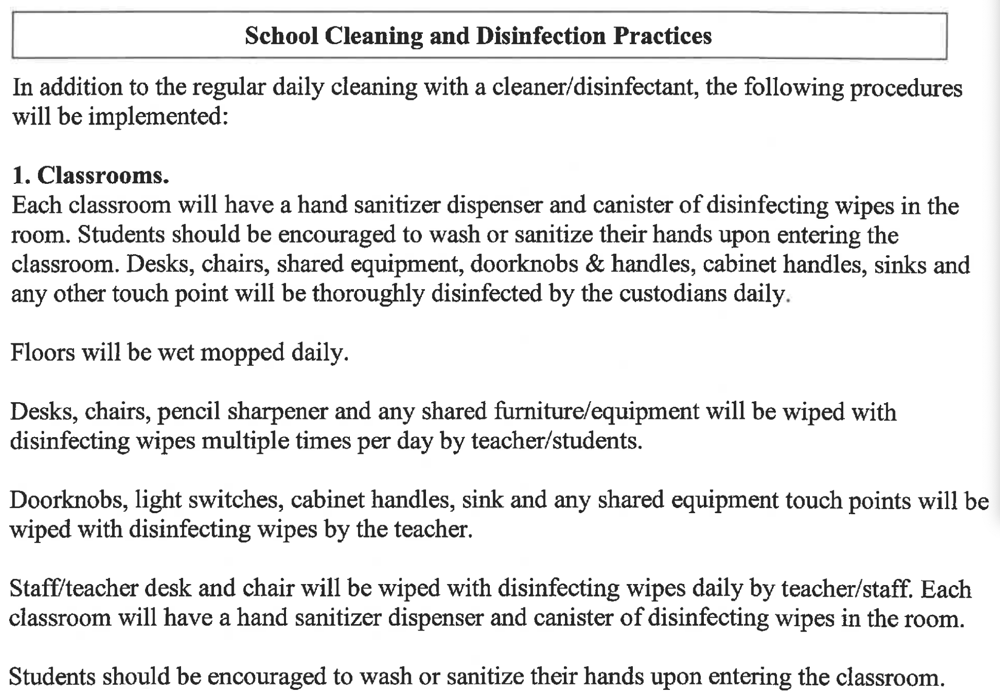 School Cleaning and Disinfection Practices
In addition to the regular daily cleaning with a cleaner/disinfectant, the following procedures
will be implemented:
1. Classrooms.
Each classroom will have a hand sanitizer dispenser and canister of disinfecting wipes in the
room. Students should be encouraged to wash or sanitize their hands upon entering the
classroom. Desks, chairs, shared equipment, doorknobs & handles, cabinet handles, sinks and
any other touch point will be thoroughly disinfected by the custodians daily.
Floors will be wet mopped daily.
Desks, chairs, pencil sharpener and any shared furniture/equipment will be wiped with
disinfecting wipes multiple times per day by teacher/students.
Doorknobs, light switches, cabinet handles, sink and any shared equipment touch points will be
wiped with disinfecting wipes by the teacher.
Staff/teacher desk and chair will be wiped with disinfecting wipes daily by teacher/staff. Each
classroom will have a hand sanitizer dispenser and canister of disinfecting wipes in the room.
Students should be encouraged to wash or sanitize their hands upon entering the classroom.